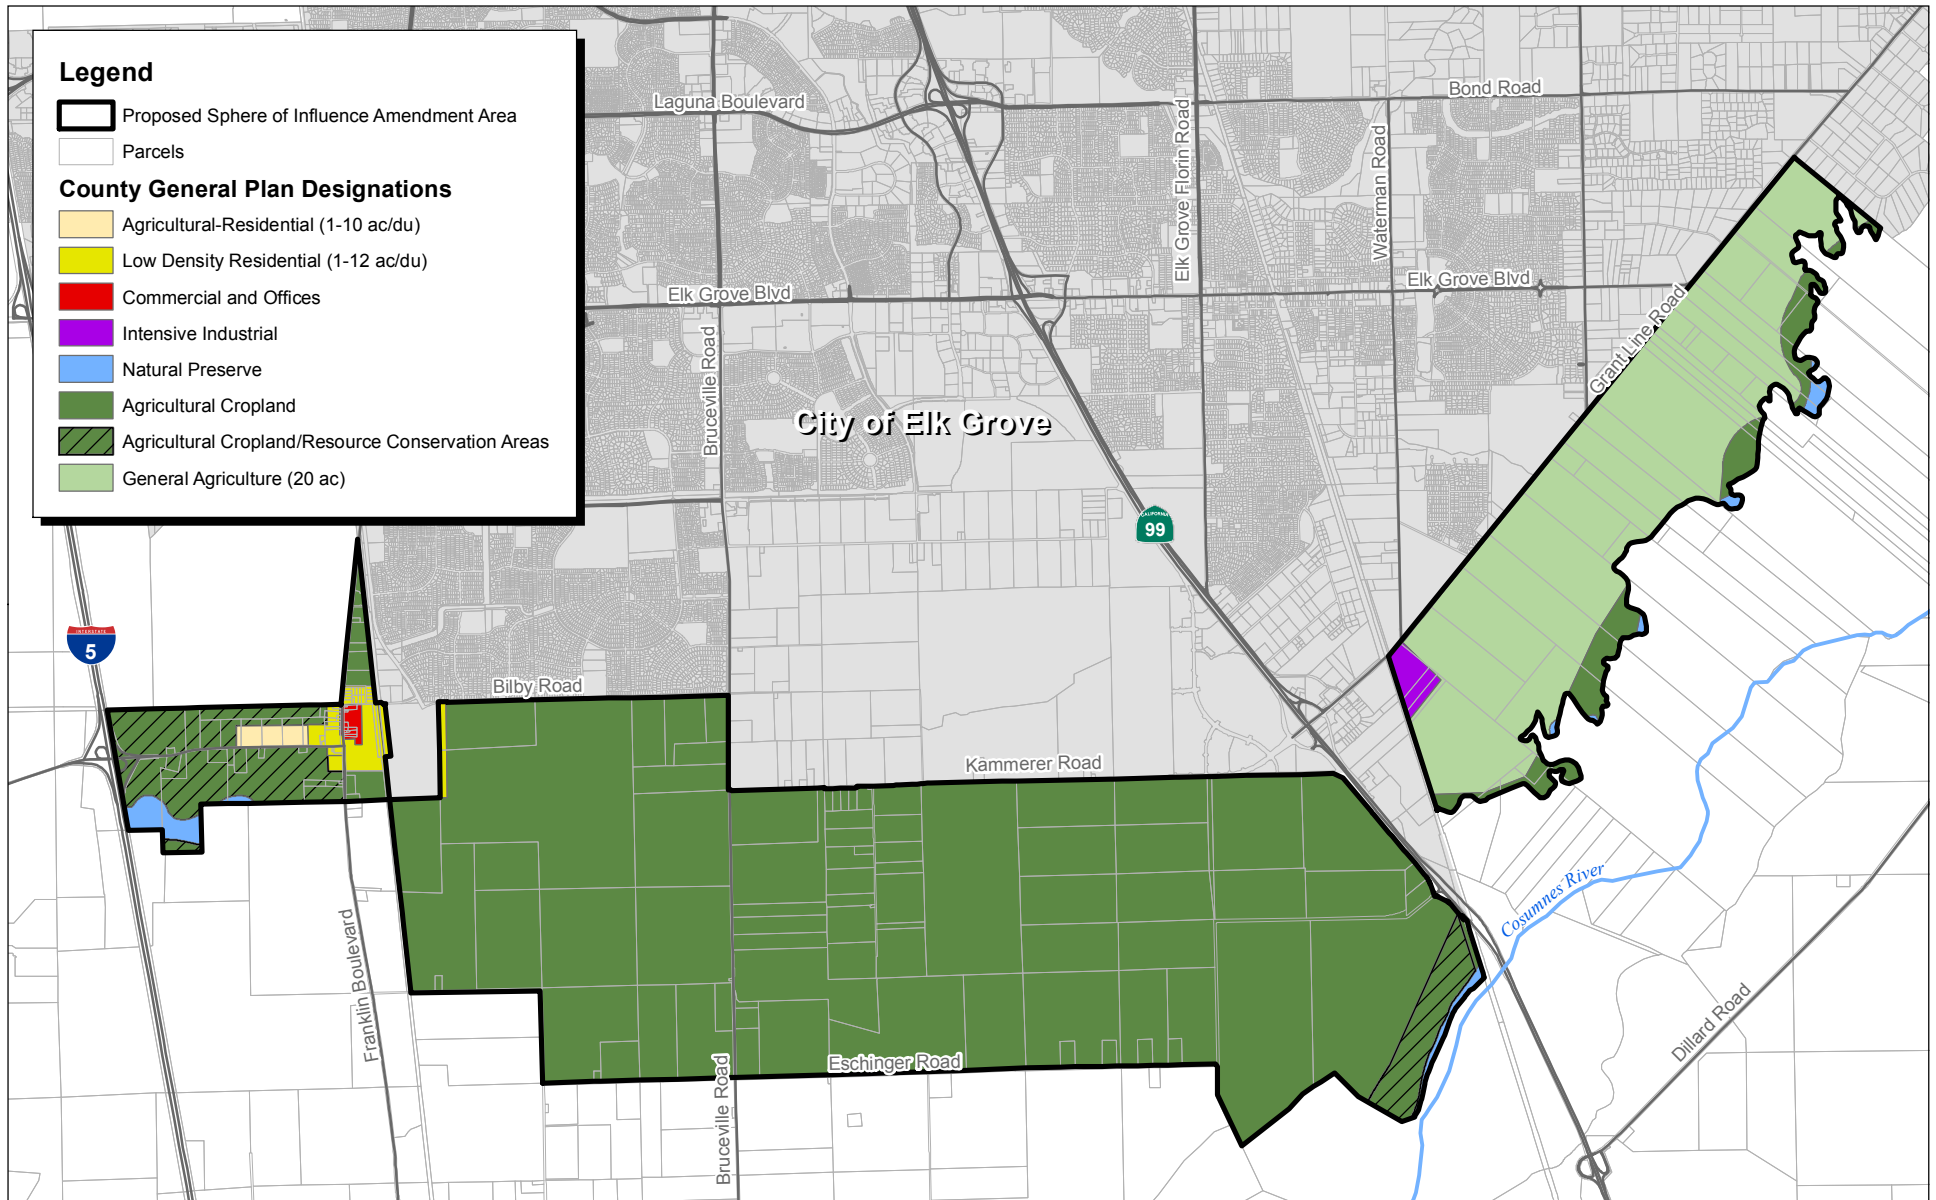 Legend
Proposed Sphere of Influence Amendment Area
Parcels
County General Plan Designations
Agricultural-Residential (1-10 ac/du)
Low Density Residential (1-12 ac/du)
Commercial and Offices
Intensive Industrial
Natural Preserve
Agricultural Cropland
Agricultural Cropland/Resource Conservation Areas
General Agriculture (20 ac)
Laguna Boulevard
Bond Road
Elk Grove Florin Road
Waterman Road
Elk Grove Blvd
Elk Grove Blvd
Grant Line Road
Bruceville Road
City of Elk Grove
CALIFORNIA
99
INTERSTATE
5
Bilby Road
Kammerer Road
Cosumnes River
Franklin Boulevard
Dillard Road
Eschinger Road
Bruceville Road